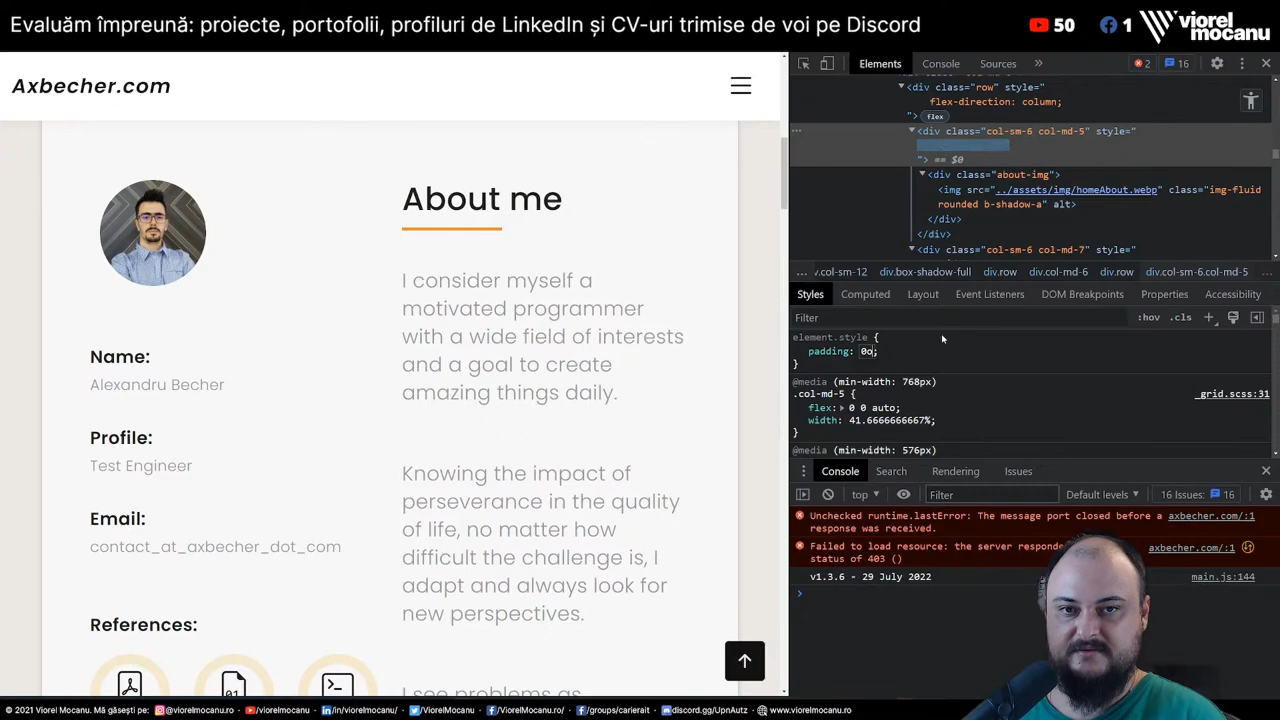 Evaluăm împreună: proiecte, portofolii, profiluri de LinkedIn și CV-uri trimise de voi pe Discord
50
1
viorel
mocanu
Axbecher.com
About me
I consider myself a
motivated programmer
with a wide field of interests
and a goal to create
amazing things daily.
Knowing the impact of
perseverance in the quality
of life, no matter how
difficult the challenge is, I
adapt and always look for
new perspectives.
I see problems as
Name:
Alexandru Becher
Profile:
Test Engineer
Email:
contact_at_axbecher_dot_com
References:
Elements Console Sources » 2 16
<div class="row" style="
flex-direction: column;
"> flex
<div class="col-sm-6 col-md-5" style="
"> == $0
<div class="about-img">
<img src="../assets/img/homeAbout.webp" class="img-fluid
rounded b-shadow-a" alt>
</div>
</div>
<div class="col-sm-6 col-md-7" style="
... v.col-sm-12 div.box-shadow-full div.row div.col-md-6 div.row div.col-sm-6.col-md-5 ...
Styles Computed Layout Event Listeners DOM Breakpoints Properties Accessibility
Filter :hov .cls +
element.style {
padding: 0o;
}
@media (min-width: 768px)
.col-md-5 { _grid.scss:31
flex: 0 0 auto;
width: 41.6666666667%;
}
@media (min-width: 576px)
Console Search Rendering Issues
top Filter Default levels 16 Issues: 16
Unchecked runtime.lastError: The message port closed before a axbecher.com/:1
response was received.
Failed to load resource: the server responde axbecher.com/:1
status of 403 ()
v1.3.6 - 29 July 2022 main.js:144
© 2021 Viorel Mocanu. Mă găsești pe: @viorelmocanu.ro /viorelmocanu /in/viorelmocanu/ /ViorelMocanu /ViorelMocanu.ro /groups/carierait discord.gg/UpnAutz www.viorelmocanu.ro